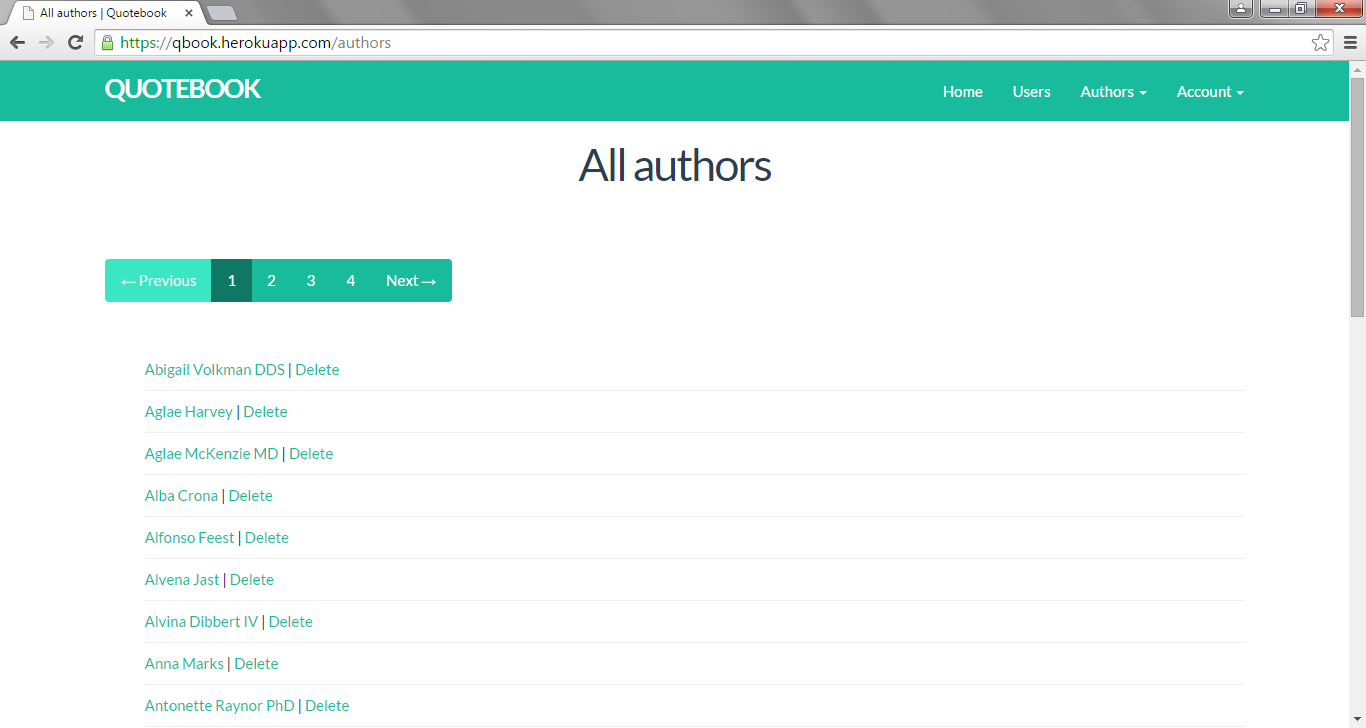 All authors | Quotebook
https://qbook.herokuapp.com/authors
QUOTEBOOK Home Users Authors Account
All authors
← Previous 1 2 3 4 Next →
Abigail Volkman DDS | Delete
Aglae Harvey | Delete
Aglae McKenzie MD | Delete
Alba Crona | Delete
Alfonso Feest | Delete
Alvena Jast | Delete
Alvina Dibbert IV | Delete
Anna Marks | Delete
Antonette Raynor PhD | Delete